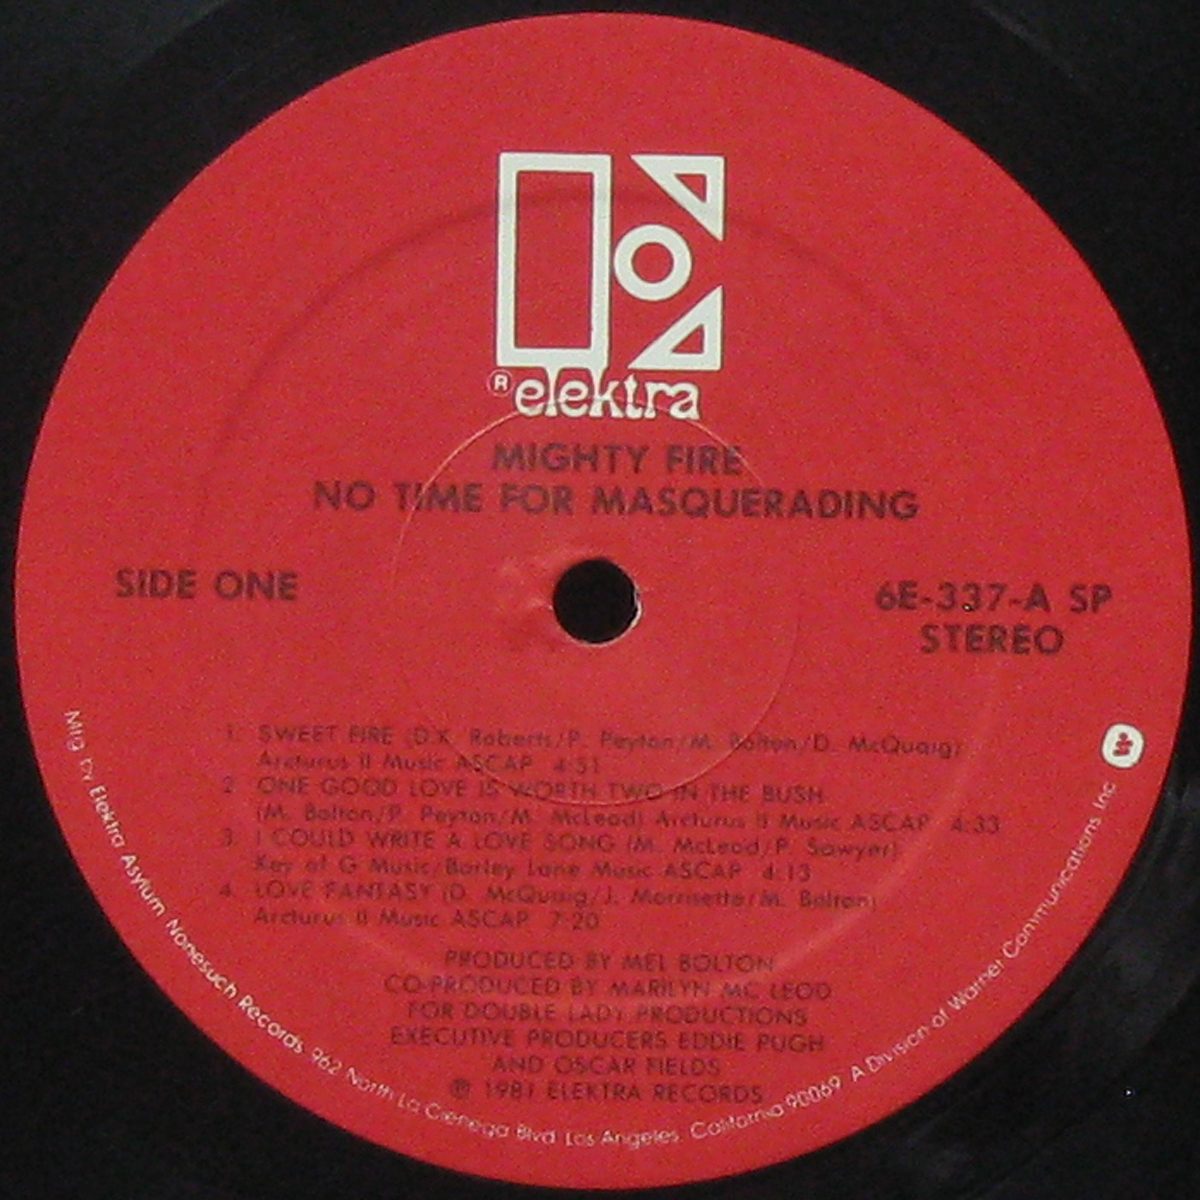 ® elektra
MIGHTY FIRE
NO TIME FOR MASQUERADING
SIDE ONE
6E-337-A SP
STEREO
1. SWEET FIRE (D.K. Roberts/P. Peyton/M. Bolton/D. McQuaig)
Arcturus II Music ASCAP 4:51
2. ONE GOOD LOVE IS WORTH TWO IN THE BUSH
(M. Bolton/P. Peyton/M. McLeod) Arcturus II Music ASCAP 4:33
3. I COULD WRITE A LOVE SONG (M. McLeod/P. Sawyer)
Key of G Music/Barley Lane Music ASCAP 4:13
4. LOVE FANTASY (D. McQuaig/J. Morrisette/M. Bolton)
Arcturus II Music ASCAP 7:20
PRODUCED BY MEL BOLTON
CO-PRODUCED BY MARILYN MC LEOD
FOR DOUBLE LADY PRODUCTIONS
EXECUTIVE PRODUCERS EDDIE PUGH
AND OSCAR FIELDS
℗ 1981 ELEKTRA RECORDS
Mfg by Elektra Asylum Nonesuch Records 962 North La Cienega Blvd Los Angeles California 90069 A Division of Warner Communications Inc